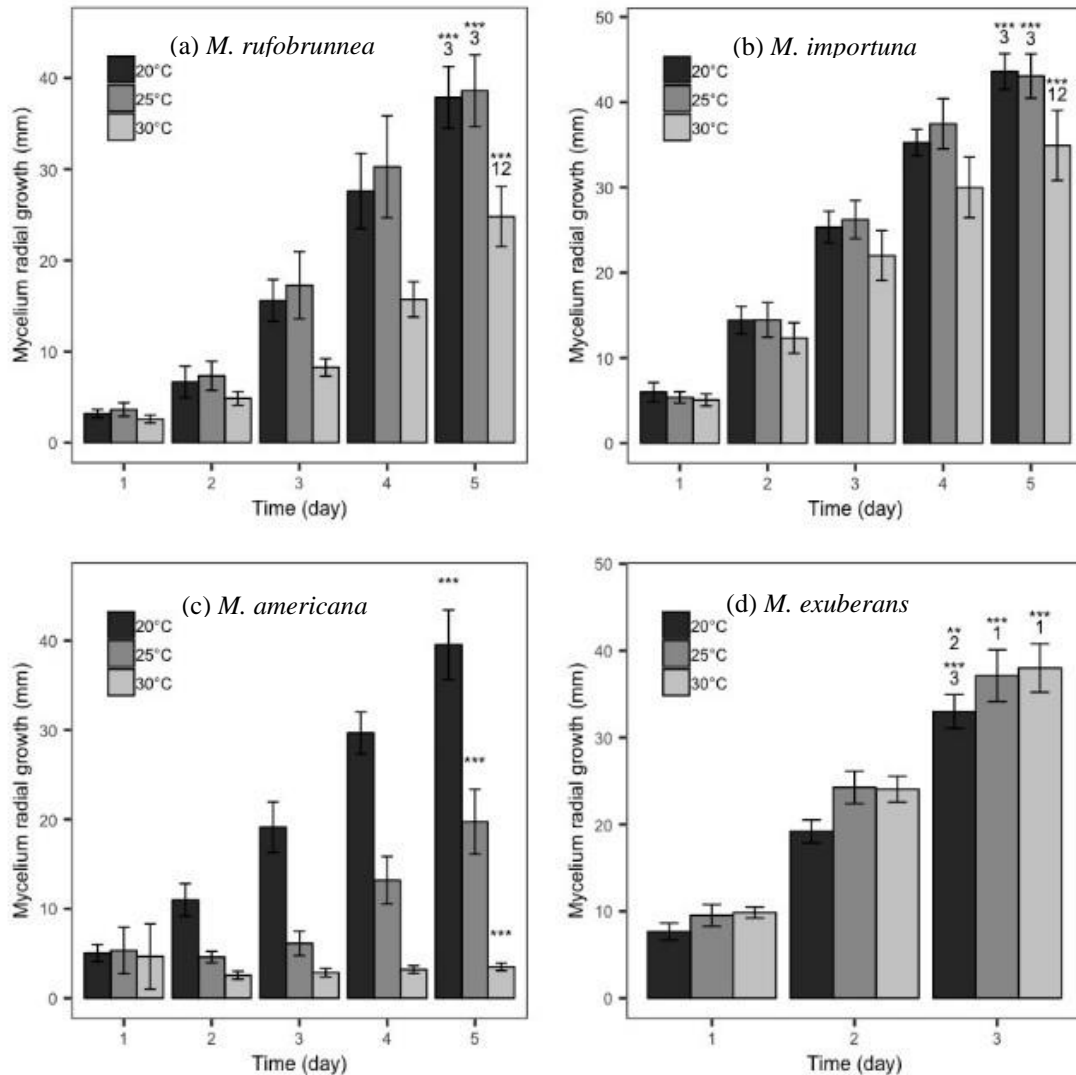 (a) M. rufobrunnea
20°C
25°C
30°C
*** ***
3 3
***
12
Mycelium radial growth (mm)
40
30
20
10
0
1 2 3 4 5
Time (day)
(b) M. importuna
20°C
25°C
30°C
*** ***
3 3
***
12
Mycelium radial growth (mm)
50
40
30
20
10
0
1 2 3 4 5
Time (day)
(c) M. americana
20°C
25°C
30°C
***
***
***
Mycelium radial growth (mm)
40
30
20
10
0
1 2 3 4 5
Time (day)
(d) M. exuberans
20°C
25°C
30°C
** *** ***
2 1 1
***
3
Mycelium radial growth (mm)
50
40
30
20
10
0
1 2 3
Time (day)